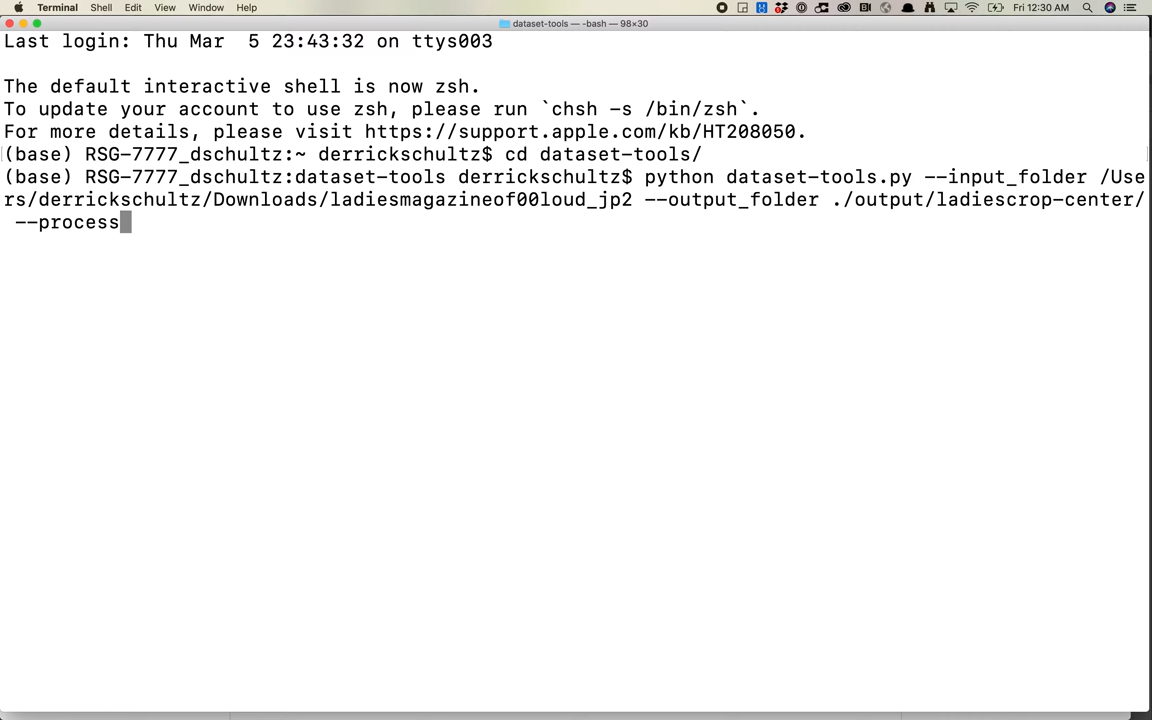 Terminal Shell Edit View Window Help Fri 12:30 AM
dataset-tools — -bash — 98×30
Last login: Thu Mar  5 23:43:32 on ttys003
The default interactive shell is now zsh.
To update your account to use zsh, please run `chsh -s /bin/zsh`.
For more details, please visit https://support.apple.com/kb/HT208050.
(base) RSG-7777_dschultz:~ derrickschultz$ cd dataset-tools/
(base) RSG-7777_dschultz:dataset-tools derrickschultz$ python dataset-tools.py --input_folder /Use
rs/derrickschultz/Downloads/ladiesmagazineof00loud_jp2 --output_folder ./output/ladiescrop-center/
--process